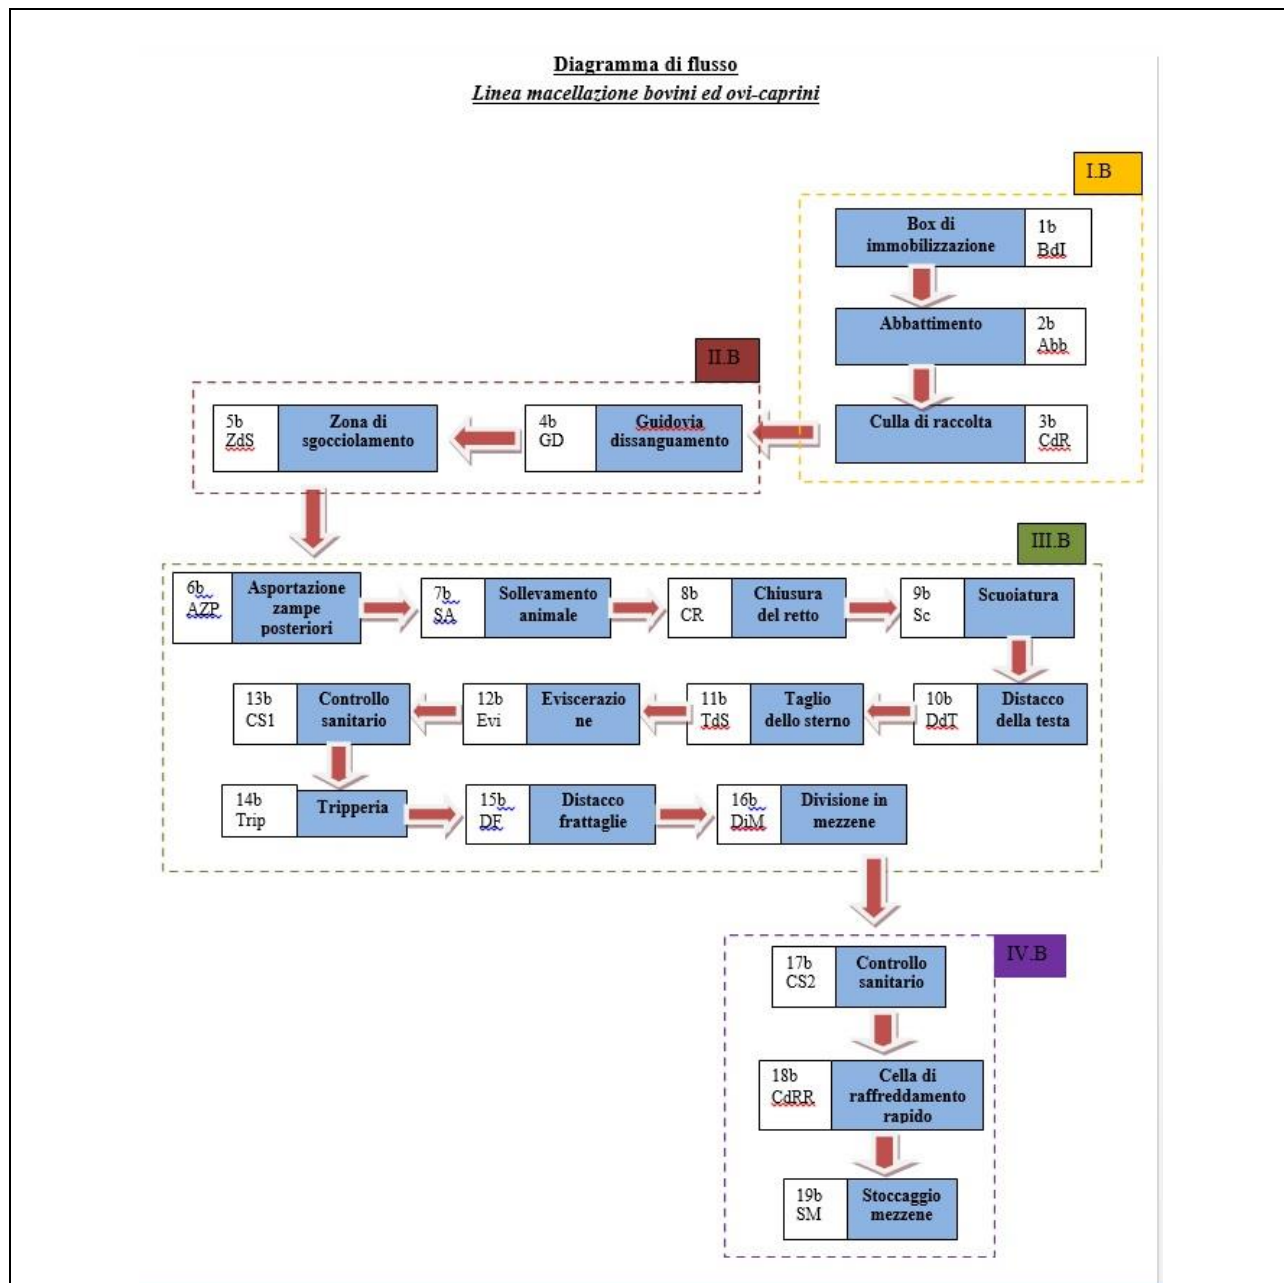 Diagramma di flusso
Linea macellazione bovini ed ovi-caprini
I.B
Box di
immobilizzazione
1b
BdI
Abbattimento
2b
Abb
Culla di raccolta
3b
CdR
II.B
4b
GD
Guidovia
dissanguamento
5b
ZdS
Zona di
sgocciolamento
III.B
6b
AZP
Asportazione
zampe
posteriori
7b
SA
Sollevamento
animale
8b
CR
Chiusura
del retto
9b
Sc
Scuoiatura
10b
DdT
Distacco
della testa
11b
TdS
Taglio
dello sterno
12b
Evi
Eviscerazio
ne
13b
CS1
Controllo
sanitario
14b
Trip
Tripperia
15b
DF
Distacco
frattaglie
16b
DiM
Divisione in
mezzene
IV.B
17b
CS2
Controllo
sanitario
18b
CdRR
Cella di
raffreddamento
rapido
19b
SM
Stoccaggio
mezzene